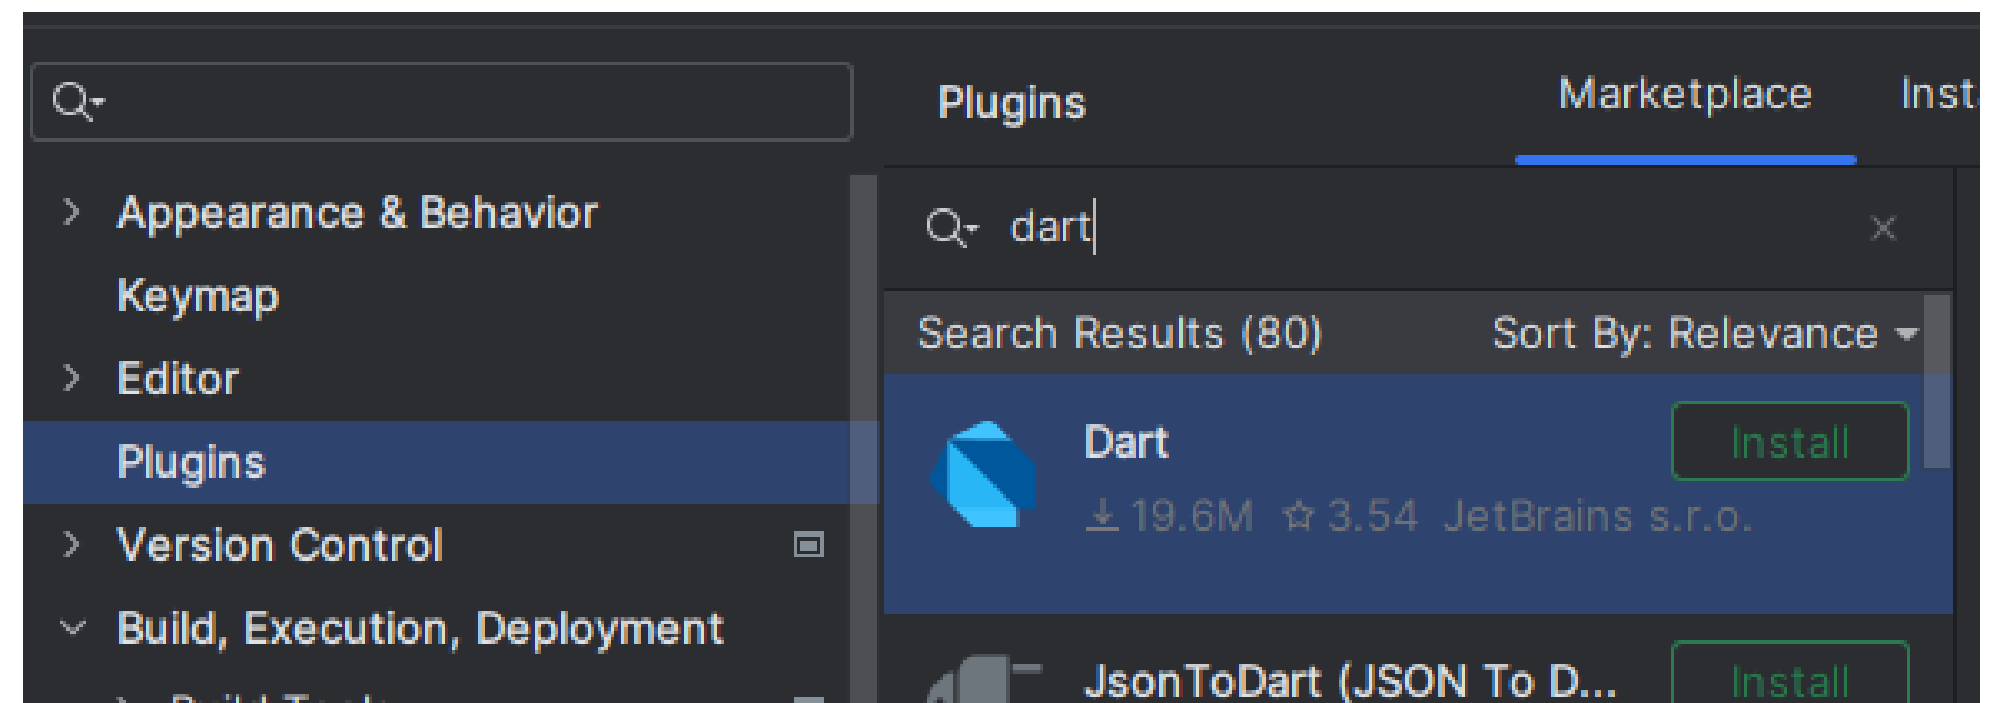 Plugins
Marketplace
Inst
Appearance & Behavior
Keymap
Editor
Plugins
Version Control
Build, Execution, Deployment
dart
Search Results (80)
Sort By: Relevance
Dart
Install
19.6M 3.54 JetBrains s.r.o.
JsonToDart (JSON To D...
Install